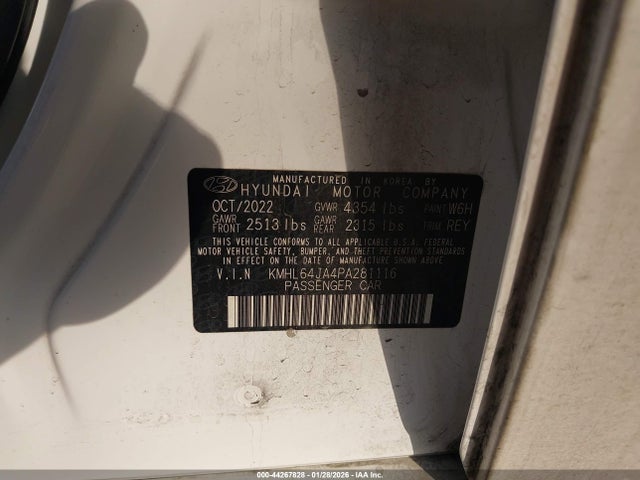 MANUFACTURED IN KOREA BY
HYUNDAI MOTOR COMPANY
OCT/2022 GVWR 4354 lbs PAINT W6H
GAWR FRONT 2513 lbs GAWR REAR 2315 lbs TRIM REY
THIS VEHICLE CONFORMS TO ALL APPLICABLE U.S.A. FEDERAL
MOTOR VEHICLE SAFETY, BUMPER, AND THEFT PREVENTION STANDARDS
IN EFFECT ON THE DATE OF MANUFACTURE SHOWN ABOVE.
V.I.N KMHL64JA4PA281116
PASSENGER CAR
000-44267828 - 01/28/2026 - Copyright © 2026 IAA Inc.